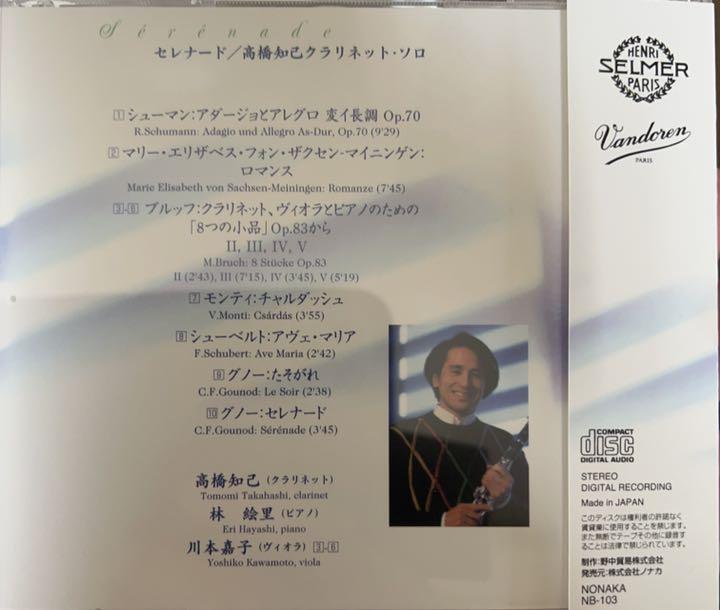 Sérénade
セレナード/高橋知己クラリネット・ソロ
1 シューマン:アダージョとアレグロ 変イ長調 Op.70
R.Schumann: Adagio und Allegro As-Dur, Op.70 (9'29)
2 マリー・エリザベス・フォン・ザクセン-マイニンゲン:
ロマンス
Marie Elisabeth von Sachsen-Meiningen: Romanze (7'45)
3-6 ブルッフ:クラリネット、ヴィオラとピアノのための
「8つの小品」Op.83から
II, III, IV, V
M.Bruch: 8 Stücke Op.83
II (2'43), III (7'15), IV (3'45), V (5'19)
7 モンティ:チャルダッシュ
V.Monti: Csárdás (3'55)
8 シューベルト:アヴェ・マリア
F.Schubert: Ave Maria (2'42)
9 グノー:たそがれ
C.F.Gounod: Le Soir (2'38)
10 グノー:セレナード
C.F.Gounod: Sérénade (3'45)
高橋知己(クラリネット)
Tomomi Takahashi, clarinet
林 絵里(ピアノ)
Eri Hayashi, piano
川本嘉子(ヴィオラ)3-6
Yoshiko Kawamoto, viola
HENRI
SELMER
PARIS
Vandoren
PARIS
COMPACT
disc
DIGITAL AUDIO
STEREO
DIGITAL RECORDING
Made in JAPAN
このディスクは権利者の許諾なく
賃貸業に使用することを禁じます。
また無断でテープその他に録音す
ることは法律で禁じられています。
制作:野中貿易株式会社
発売元:株式会社ノナカ
NONAKA
NB-103